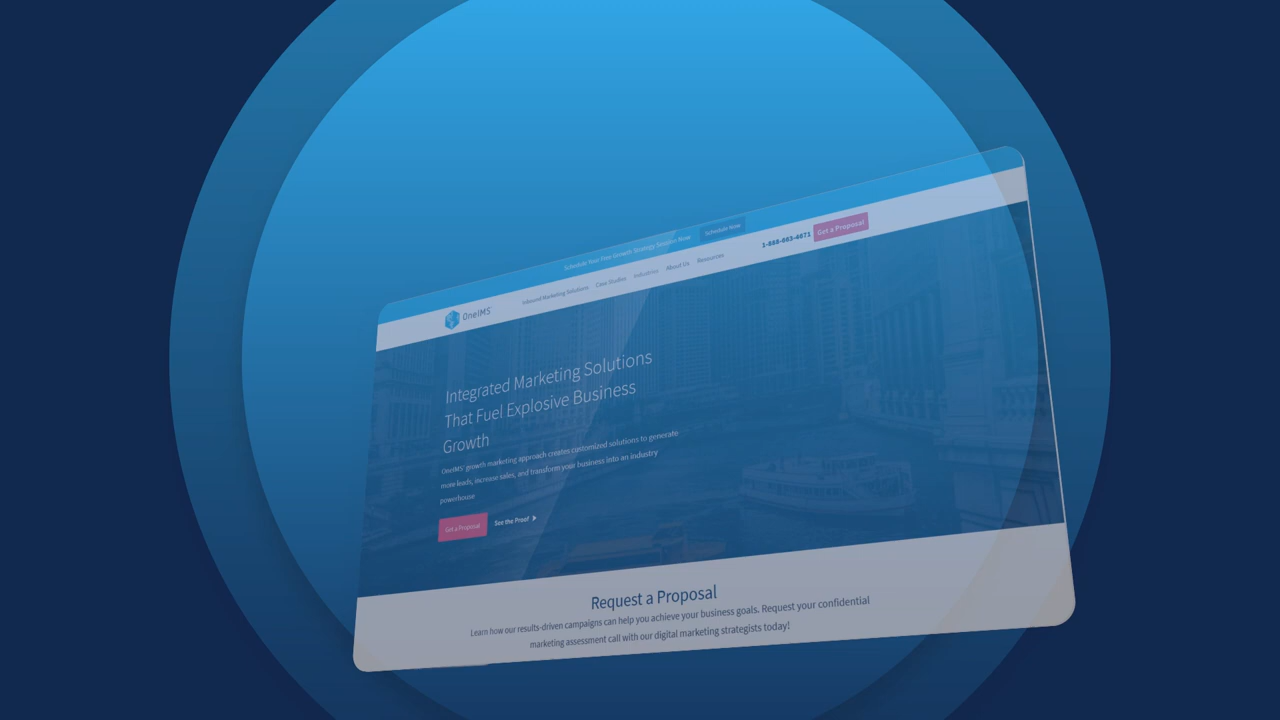 Schedule Your Free Growth Strategy Session Now Schedule Now
OneIMS Inbound Marketing Solutions Case Studies Industries About Us Resources 1-888-883-4671 Get a Proposal
Integrated Marketing Solutions
That Fuel Explosive Business
Growth
OneIMS' growth marketing approach creates customized solutions to generate
more leads, increase sales, and transform your business into an industry
powerhouse
Get a Proposal See the Proof
Request a Proposal
Learn how our results-driven campaigns can help you achieve your business goals. Request your confidential
marketing assessment call with our digital marketing strategists today!